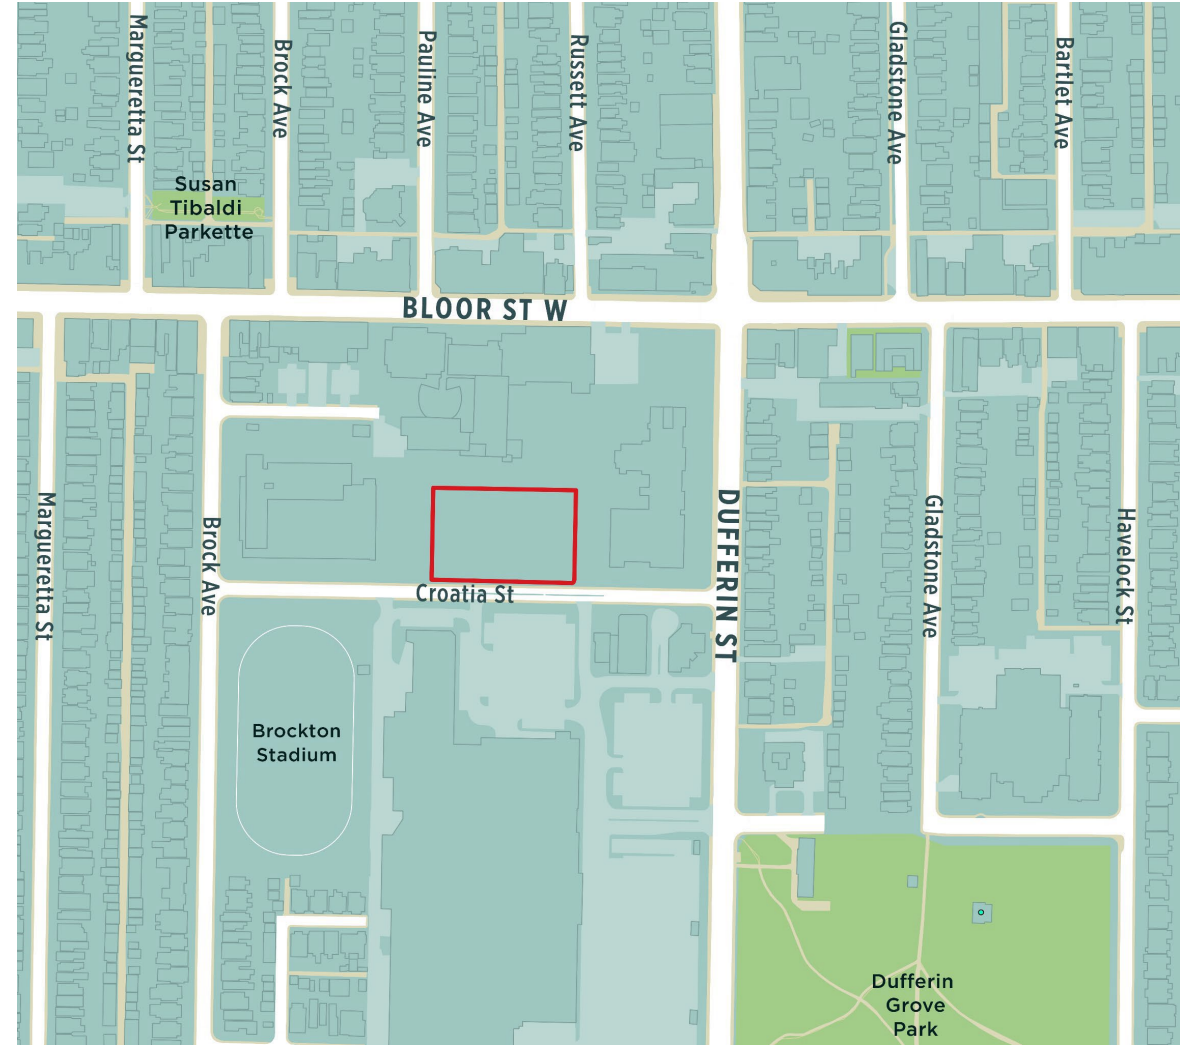 Margueretta St
Brock Ave
Pauline Ave
Russett Ave
Gladstone Ave
Bartlet Ave
Susan
Tibaldi
Parkette
BLOOR ST W
Margueretta St
Brock Ave
DUFFERIN ST
Gladstone Ave
Havelock St
Croatia St
Brockton
Stadium
Dufferin
Grove
Park